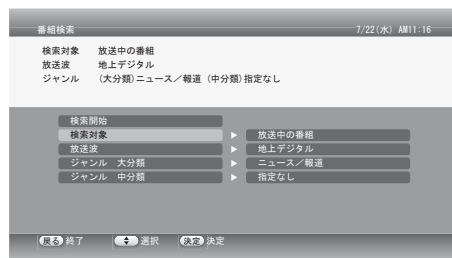 番組検索 7/22(水) AM11:16
検索対象 放送中の番組
放送波 地上デジタル
ジャンル (大分類)ニュース／報道 (中分類)指定なし
検索開始
検索対象 ▶ 放送中の番組
放送波 ▶ 地上デジタル
ジャンル 大分類 ▶ ニュース／報道
ジャンル 中分類 ▶ 指定なし
戻る 終了 選択 決定 決定